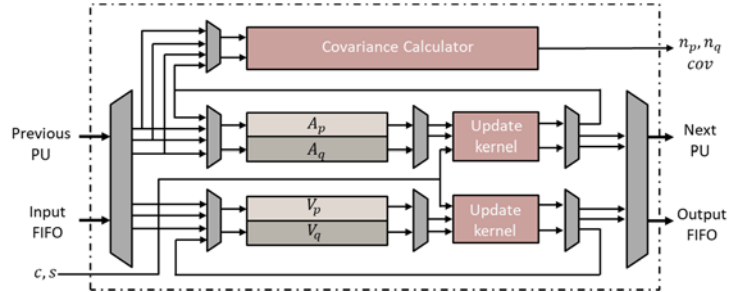 Covariance Calculator
n_p, n_q
cov
Previous
PU
A_p
A_q
Update
kernel
Next
PU
Input
FIFO
V_p
V_q
Update
kernel
Output
FIFO
c, s